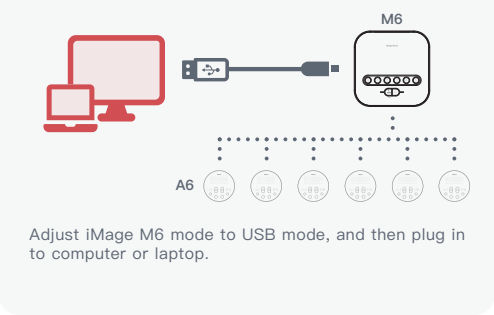 M6
A6
Adjust iMage M6 mode to USB mode, and then plug in
to computer or laptop.